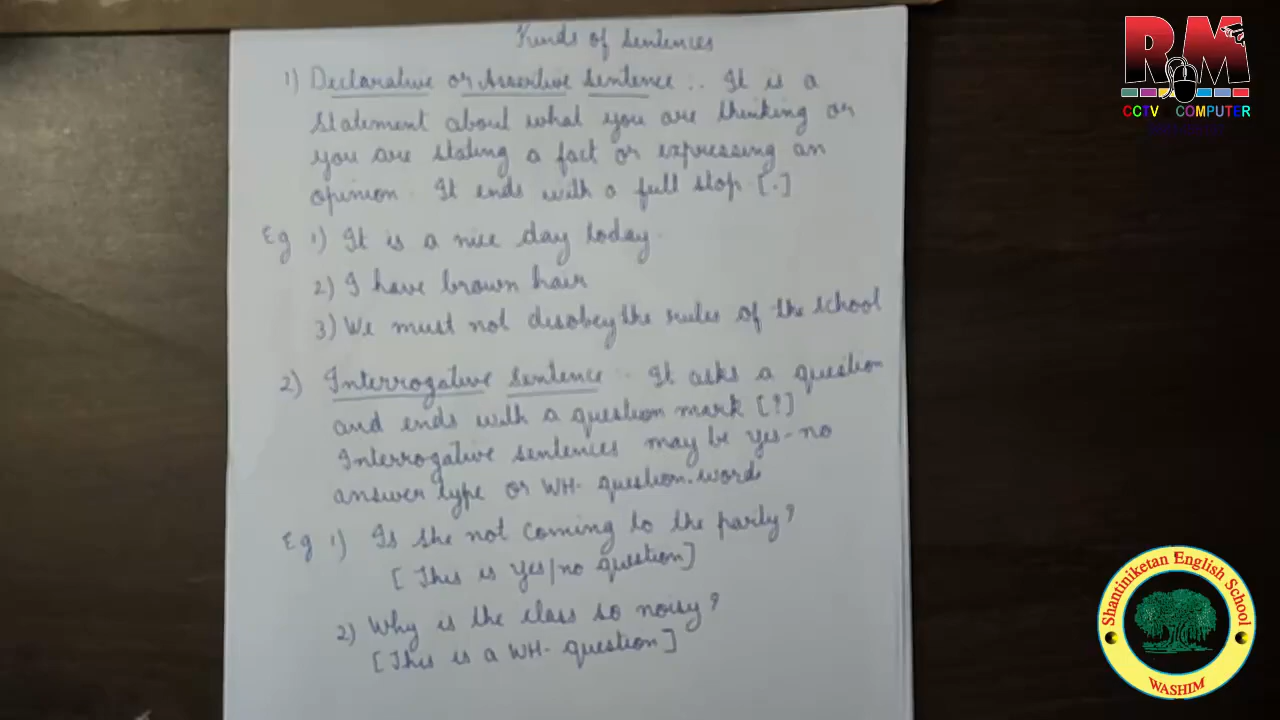 Kinds of Sentences
1) Declarative or Assertive Sentence :. It is a
statement about what you are thinking or
you are stating a fact or expressing an
opinion. It ends with a full stop [.]
Eg 1) It is a nice day today.
2) I have brown hair
3) We must not disobey the rules of the school
2) Interrogative Sentence :. It asks a question
and ends with a question mark [?]
Interrogative sentences may be yes-no
answer type or WH- question-word
Eg 1) Is she not coming to the party?
[ This is yes/no question]
2) Why is the class so noisy?
[This is a WH- question]
RM
CCTV COMPUTER
Shantiniketan English School
WASHIM